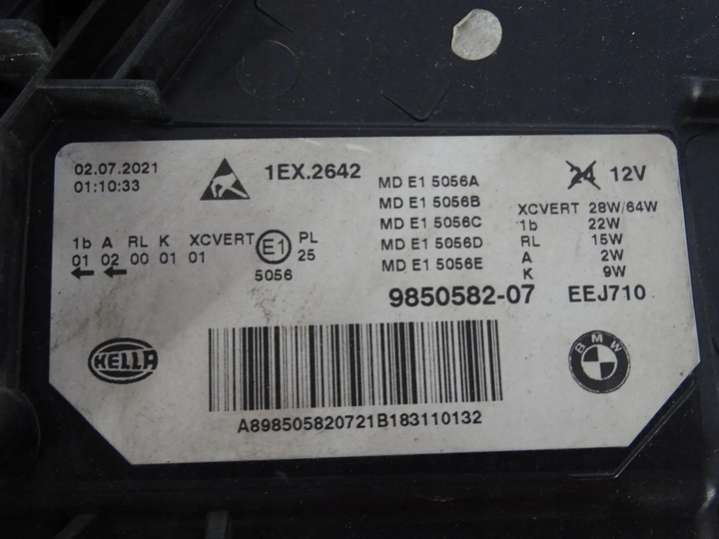 02.07.2021
01:10:33
1EX.2642
MD E1 5056A
MD E1 5056B
MD E1 5056C
MD E1 5056D
MD E1 5056E
24 12V
XCVERT 28W/64W
1b 22W
RL 15W
A 2W
K 9W
1b A RL K XCVERT
01 02 00 01 01
E1
5056
PL
25
9850582-07 EEJ710
HELLA
BMW
A898505820721B183110132